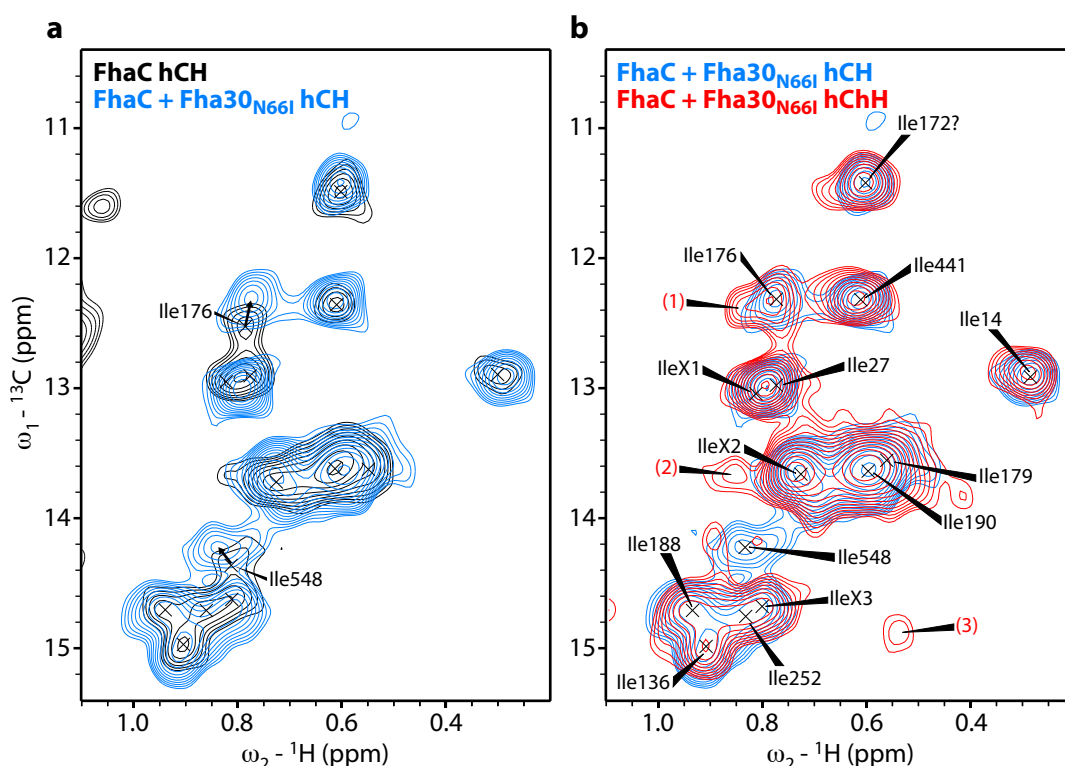 a
FhaC hCH
FhaC + Fha30N66I hCH
11
12
13
14
15
Ile176
Ile548
1.0
0.8
0.6
0.4
ω1 - 13C (ppm)
ω2 - 1H (ppm)
b
FhaC + Fha30N66I hCH
FhaC + Fha30N66I hChH
Ile172?
Ile176
Ile441
(1)
Ile14
IleX1
Ile27
IleX2
(2)
Ile179
Ile190
Ile188
Ile548
IleX3
(3)
Ile136
Ile252
11
12
13
14
15
1.0
0.8
0.6
0.4
ω2 - 1H (ppm)